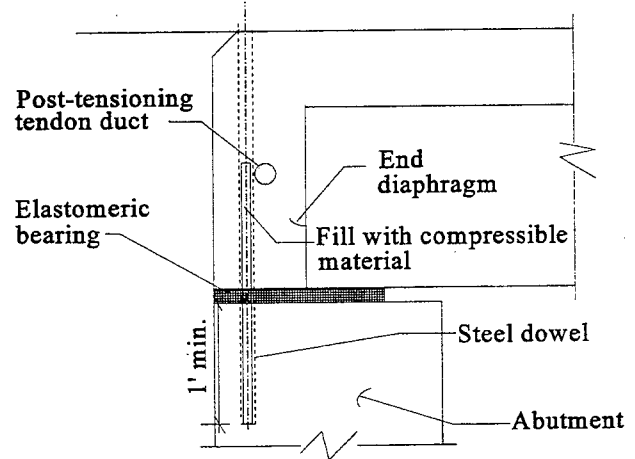 Post-tensioning
tendon duct
End
diaphragm
Elastomeric
bearing
Fill with compressible
material
1' min.
Steel dowel
Abutment